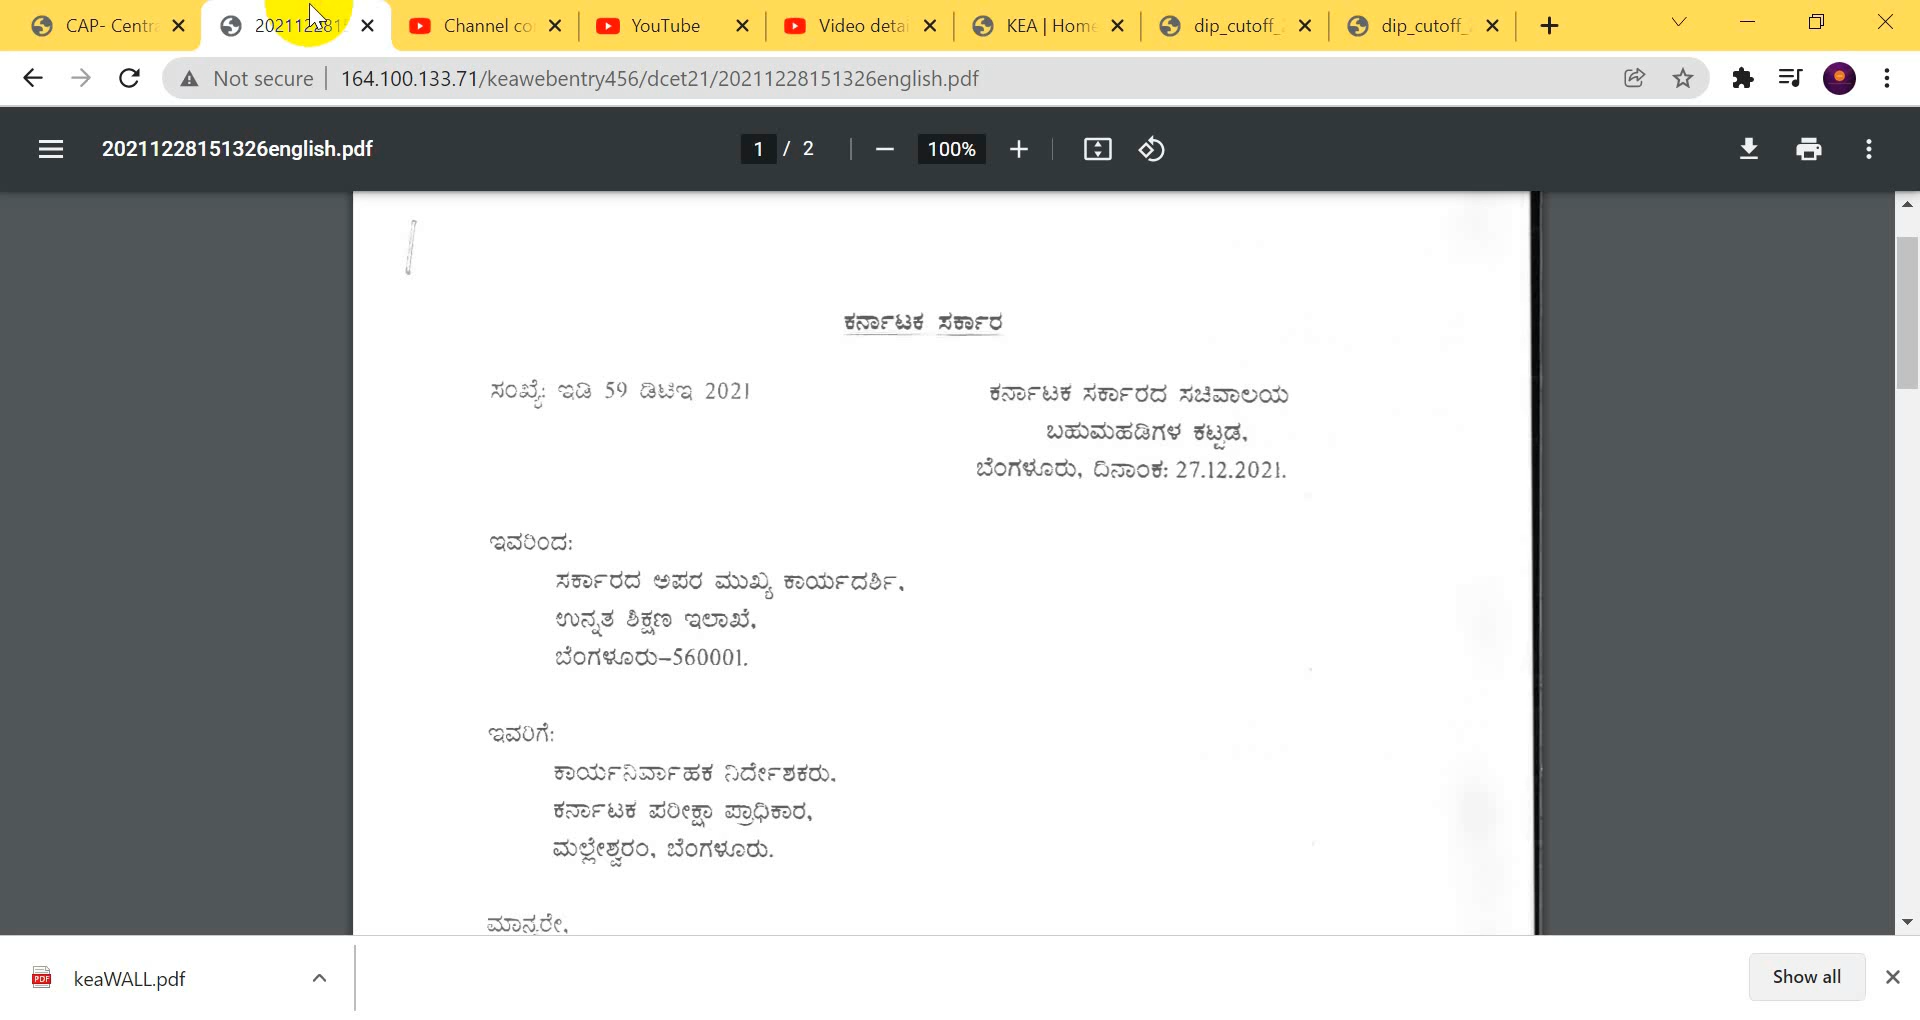 CAP- Centra
202112281
Channel co
YouTube
Video detai
KEA | Home
dip_cutoff_
dip_cutoff_
Not secure | 164.100.133.71/keawebentry456/dcet21/20211228151326english.pdf
20211228151326english.pdf
1 / 2
100%
ಕರ್ನಾಟಕ ಸರ್ಕಾರ
ಸಂಖ್ಯೆ: ಇಡಿ 59 ಡಿಟಿಇ 2021
ಕರ್ನಾಟಕ ಸರ್ಕಾರದ ಸಚಿವಾಲಯ
ಬಹುಮಹಡಿಗಳ ಕಟ್ಟಡ,
ಬೆಂಗಳೂರು, ದಿನಾಂಕ: 27.12.2021.
ಇವರಿಂದ:
ಸರ್ಕಾರದ ಅಪರ ಮುಖ್ಯ ಕಾರ್ಯದರ್ಶಿ,
ಉನ್ನತ ಶಿಕ್ಷಣ ಇಲಾಖೆ,
ಬೆಂಗಳೂರು-560001.
ಇವರಿಗೆ:
ಕಾರ್ಯನಿರ್ವಾಹಕ ನಿರ್ದೇಶಕರು.
ಕರ್ನಾಟಕ ಪರೀಕ್ಷಾ ಪ್ರಾಧಿಕಾರ,
ಮಲ್ಲೇಶ್ವರಂ, ಬೆಂಗಳೂರು.
ಮಾನ್ಯರೇ,
keaWALL.pdf
Show all